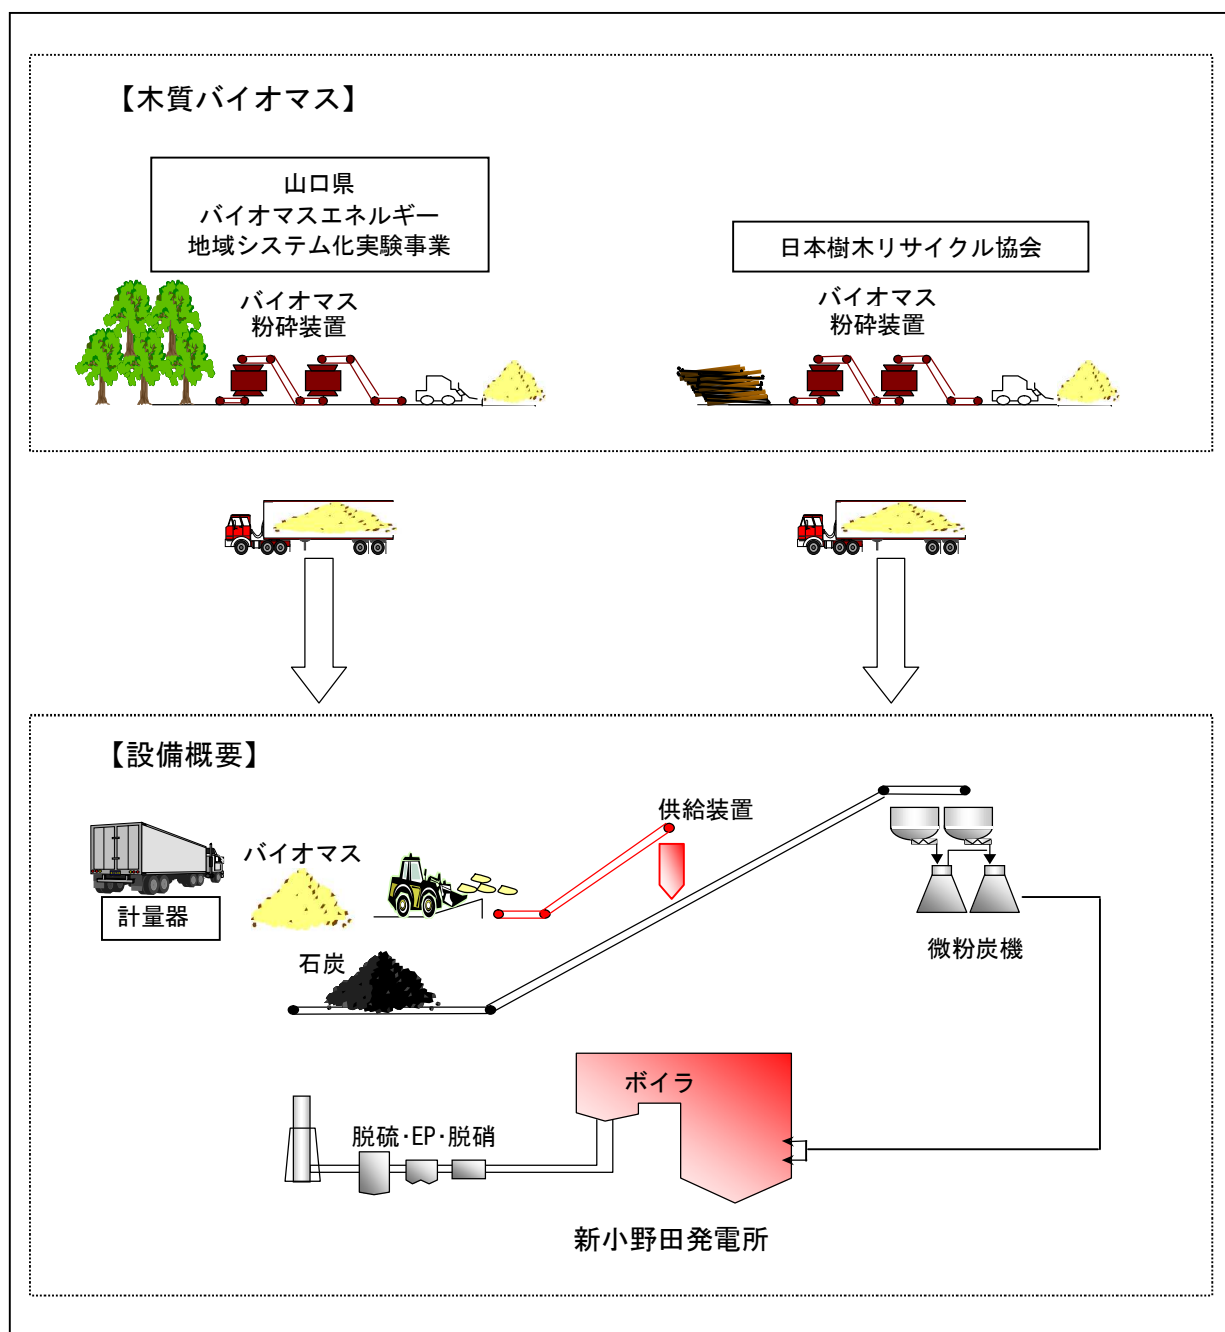 【木質バイオマス】
山口県
バイオマスエネルギー
地域システム化実験事業
日本樹木リサイクル協会
バイオマス
粉砕装置
バイオマス
粉砕装置
【設備概要】
供給装置
バイオマス
計量器
石炭
微粉炭機
ボイラ
脱硫･EP･脱硝
新小野田発電所